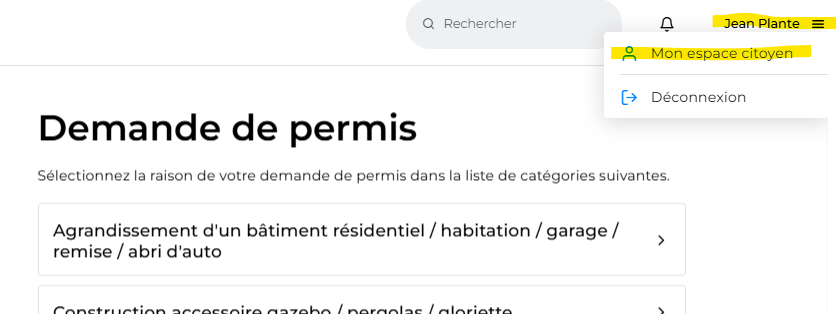 Rechercher
Jean Plante
Mon espace citoyen
Déconnexion
Demande de permis
Sélectionnez la raison de votre demande de permis dans la liste de catégories suivantes.
Agrandissement d'un bâtiment résidentiel / habitation / garage /
remise / abri d'auto
Construction accessoire gazebo / pergolas / gloriette